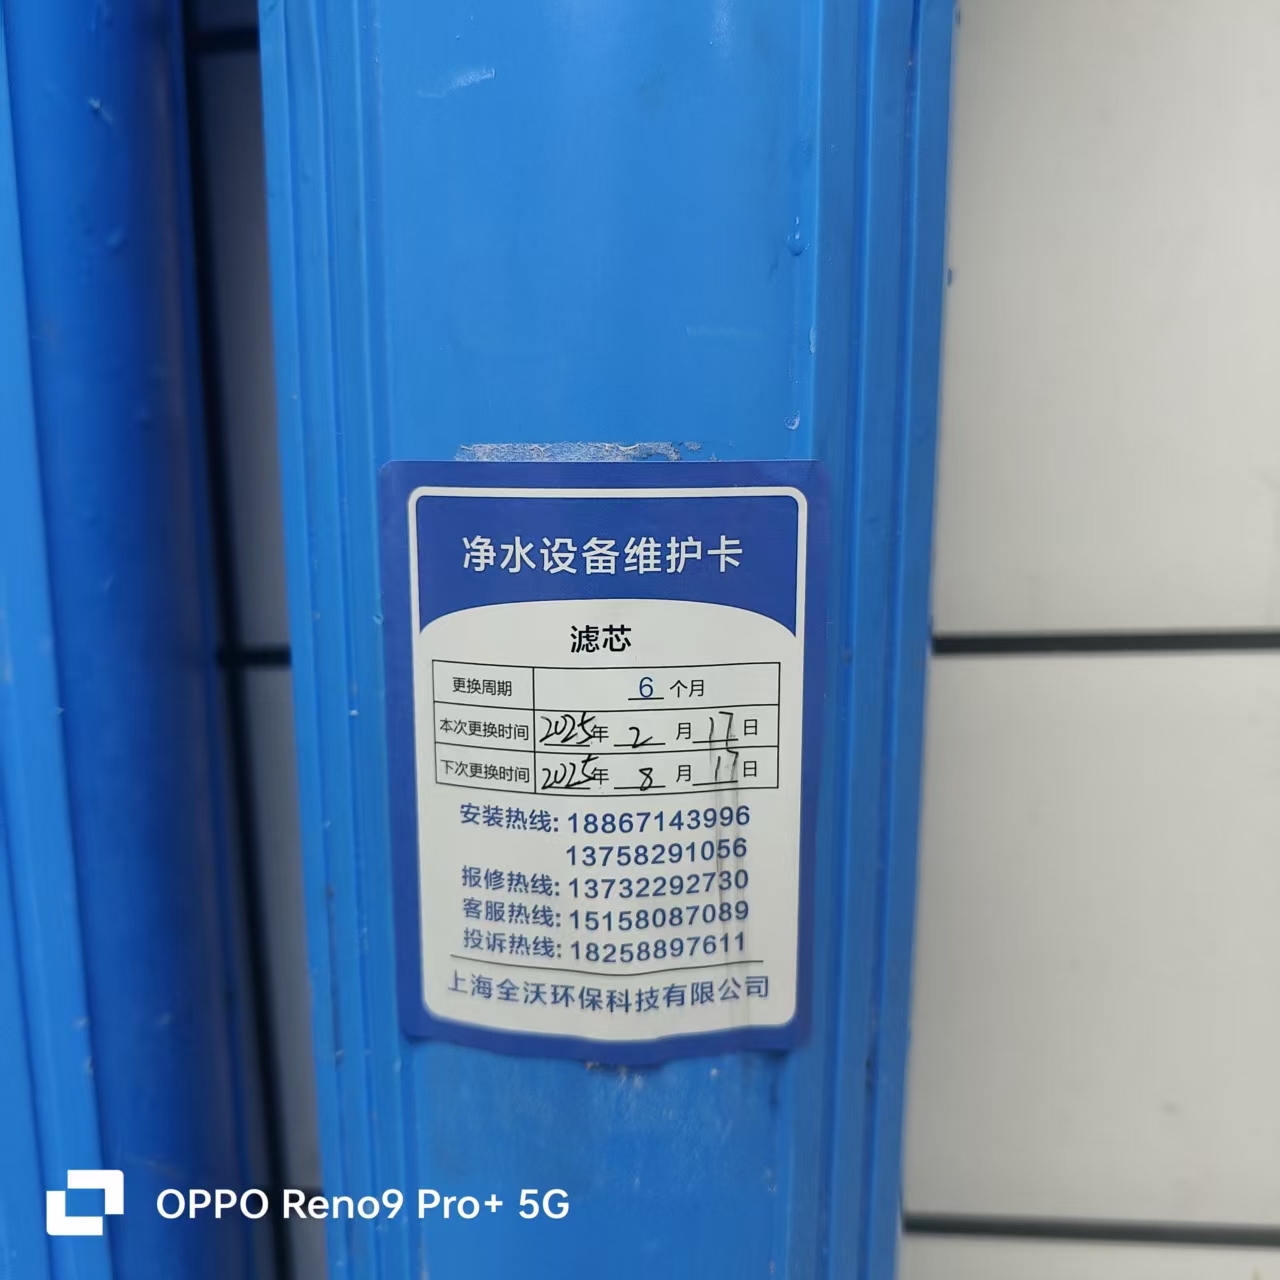 净水设备维护卡
滤芯
更换周期 6 个月
本次更换时间 2025年 2 月 17 日
下次更换时间 2025年 8 月 17 日
安装热线: 18867143996
13758291056
报修热线: 13732292730
客服热线: 15158087089
投诉热线: 18258897611
上海全沃环保科技有限公司
OPPO Reno9 Pro+ 5G